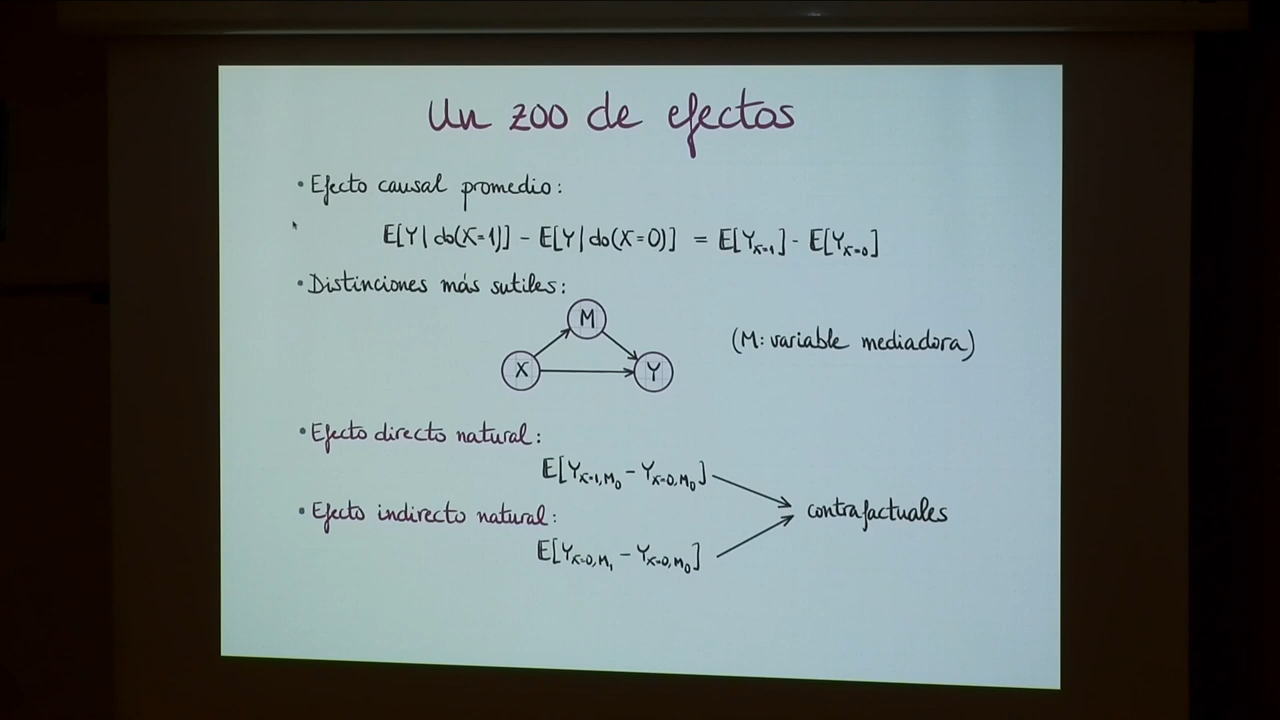 Un zoo de efectos
• Efecto causal promedio:
E[Y|do(X=1)] - E[Y|do(X=0)] = E[Y_{X=1}] - E[Y_{X=0}]
• Distinciones más sutiles:
M
(M: variable mediadora)
X
Y
• Efecto directo natural:
E[Y_{X=1,M_0} - Y_{X=0,M_0}]
• Efecto indirecto natural:
contrafactuales
E[Y_{X=0,M_1} - Y_{X=0,M_0}]